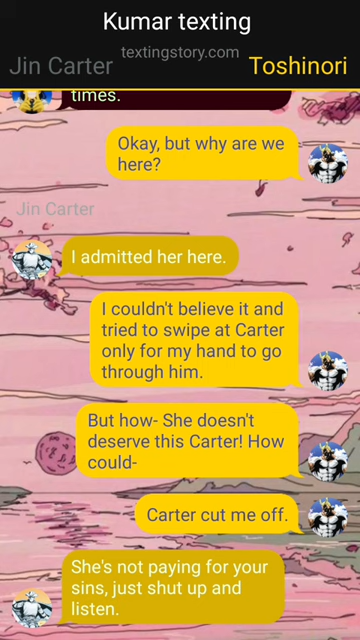 Kumar texting
textingstory.com
Jin Carter
Toshinori
times.
Okay, but why are we
here?
Jin Carter
I admitted her here.
I couldn't believe it and
tried to swipe at Carter
only for my hand to go
through him.
But how- She doesn't
deserve this Carter! How
could-
Carter cut me off.
She's not paying for your
sins, just shut up and
listen.